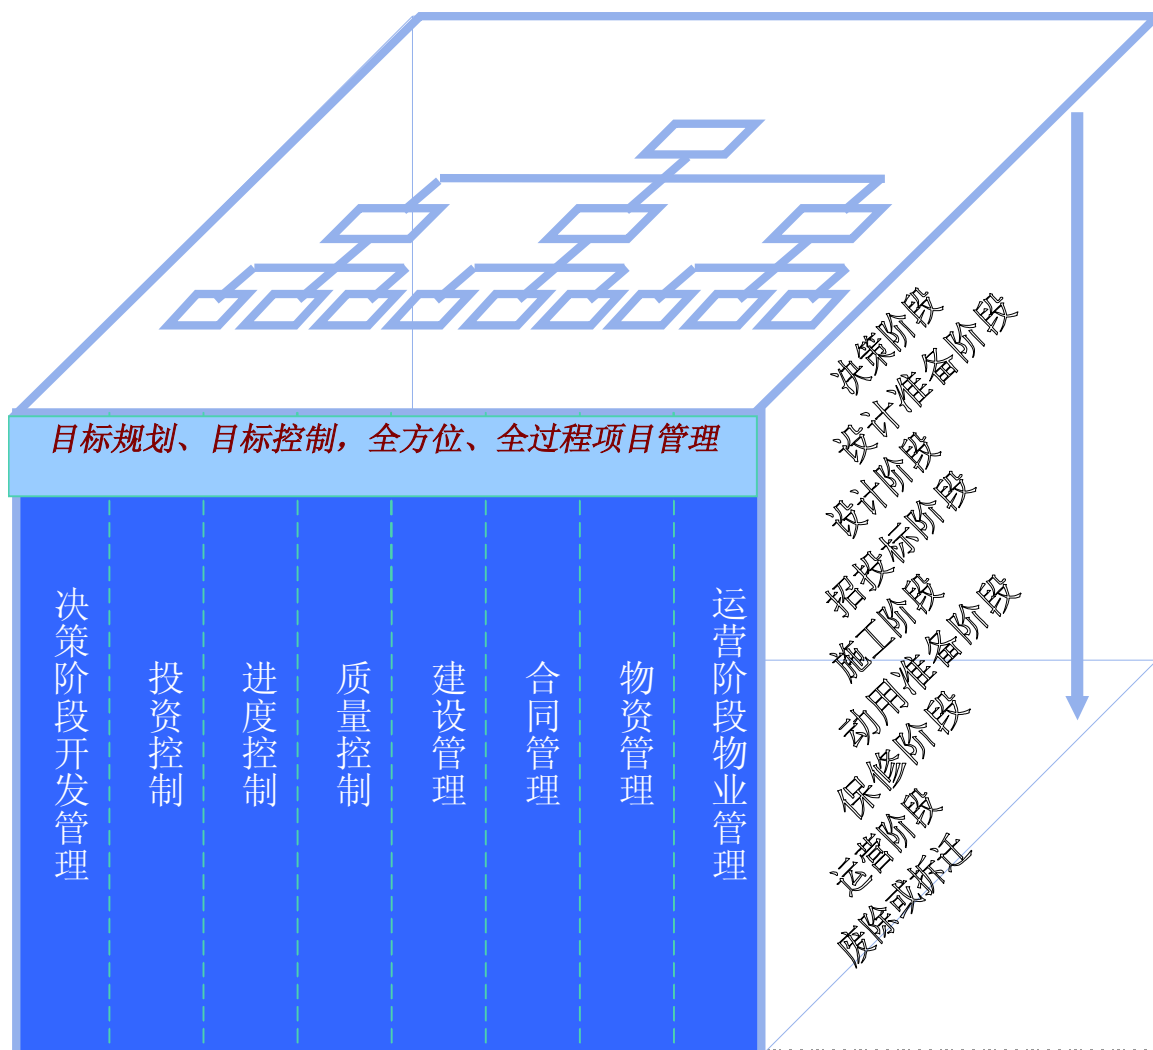 目标规划、目标控制，全方位、全过程项目管理
决策阶段开发管理
投资控制
进度控制
质量控制
建设管理
合同管理
物资管理
运营阶段物业管理
决策阶段
设计准备阶段
设计阶段
招投标阶段
施工阶段
动用准备阶段
保修阶段
运营阶段
废除或拆迁